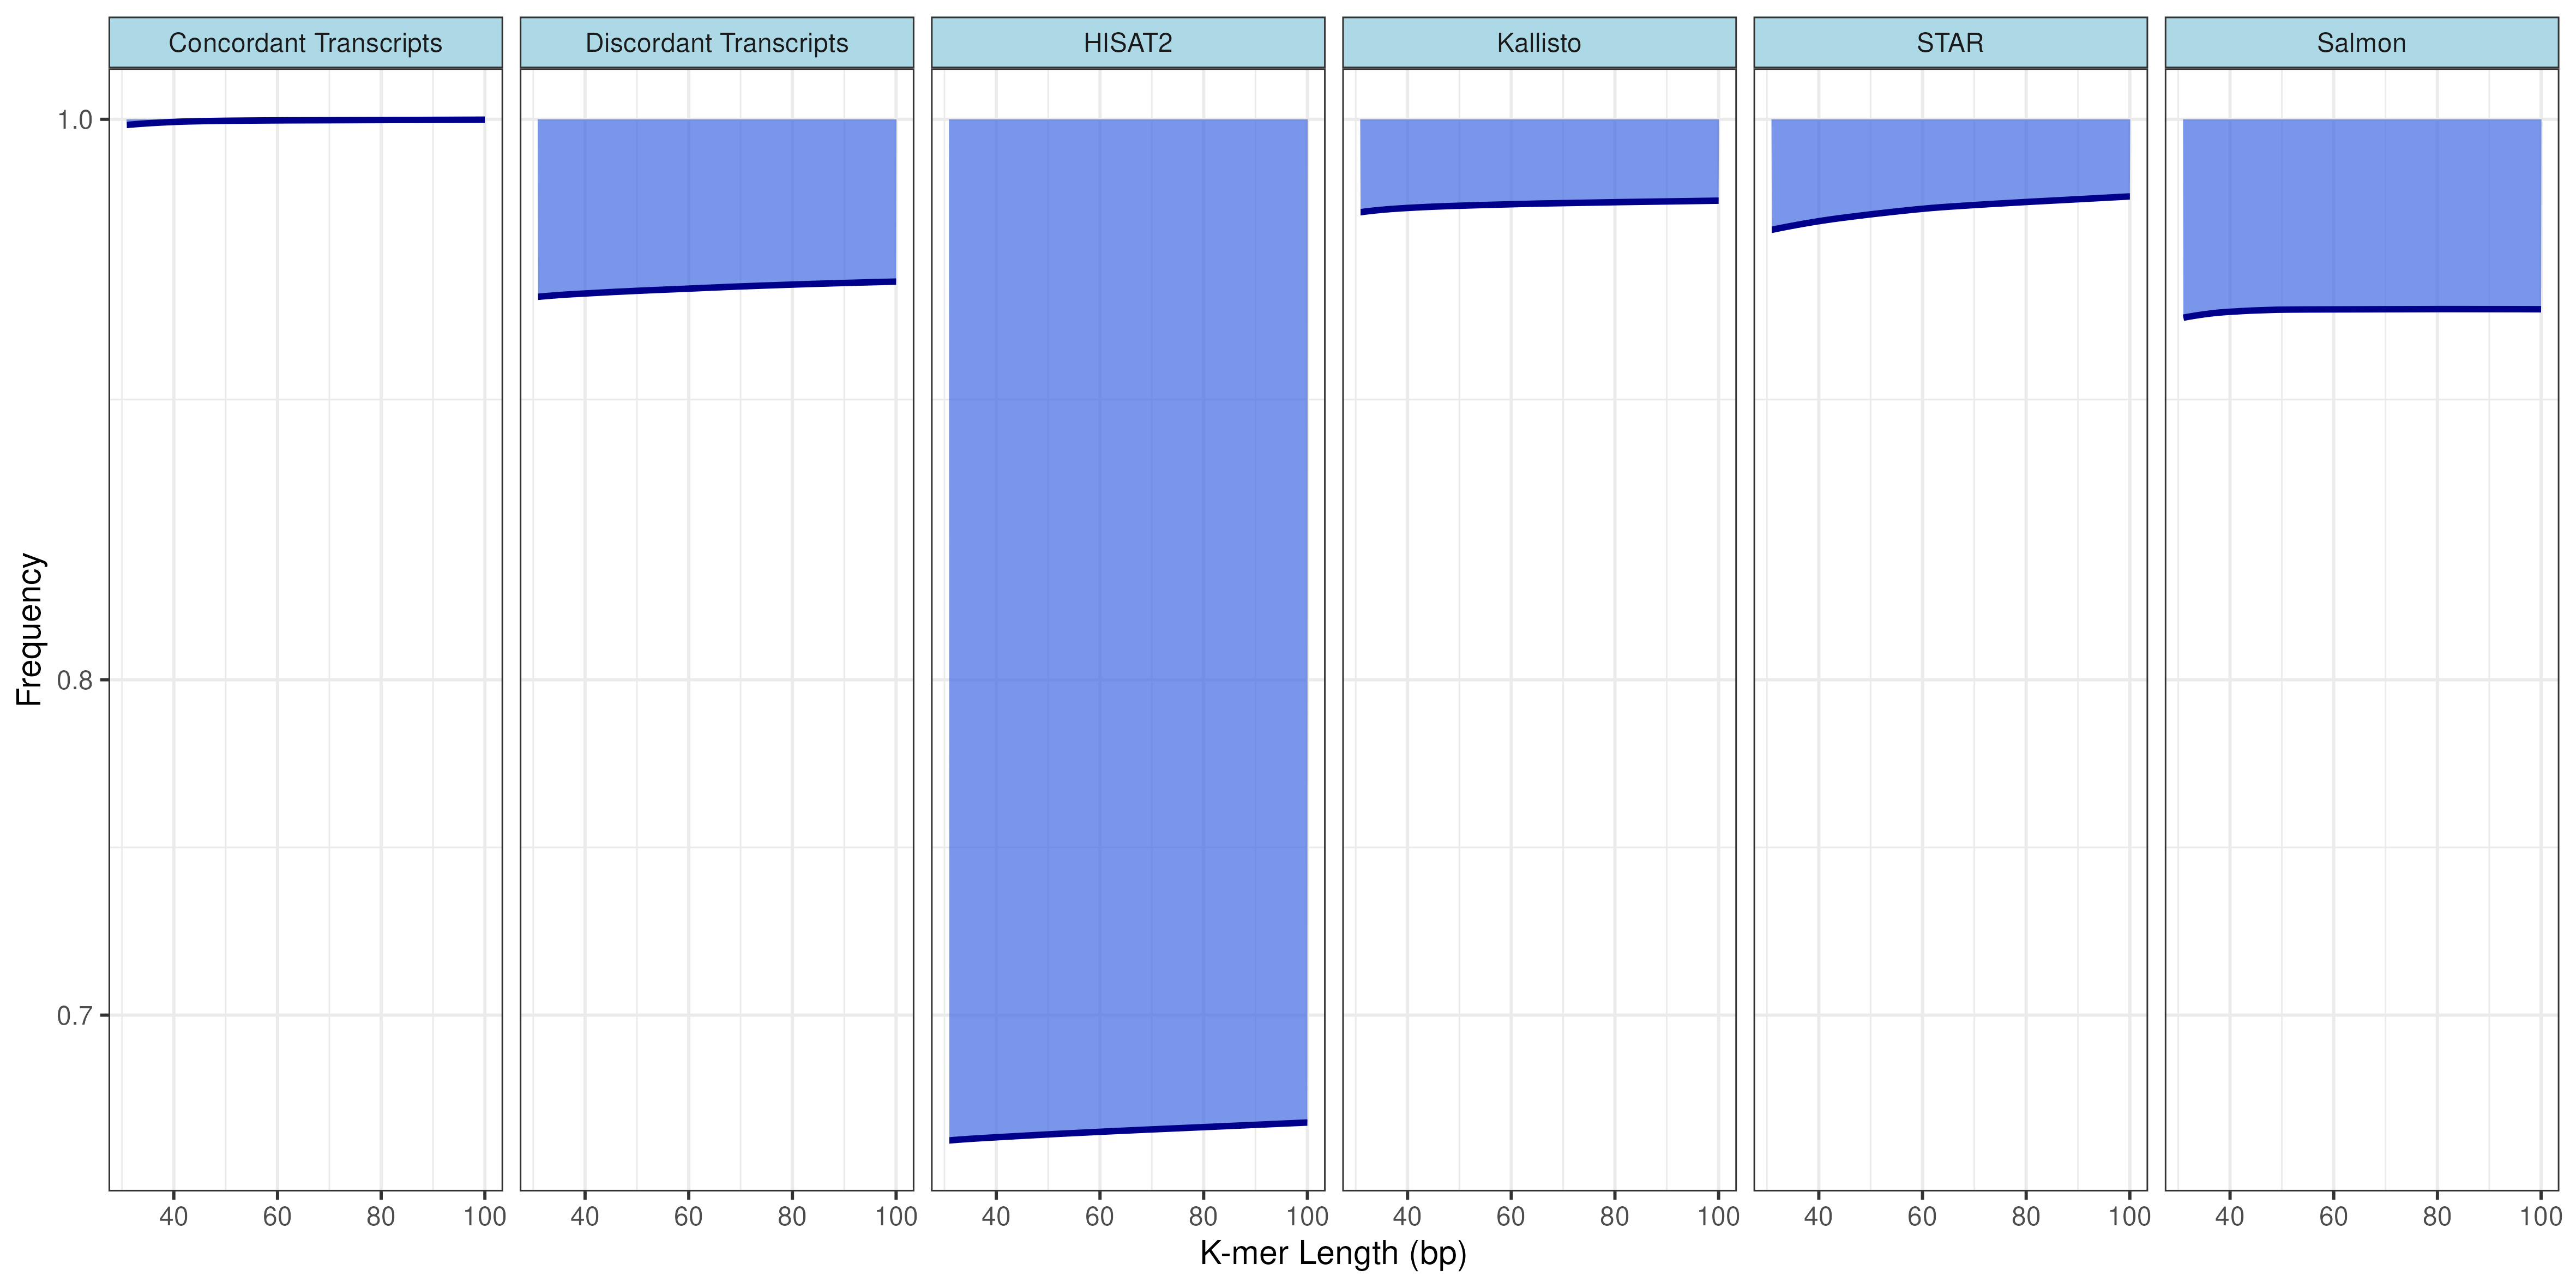 Concordant Transcripts Discordant Transcripts HISAT2 Kallisto STAR Salmon
1.0
0.8
0.7
Frequency
40 60 80 100 40 60 80 100 40 60 80 100 40 60 80 100 40 60 80 100 40 60 80 100
K-mer Length (bp)